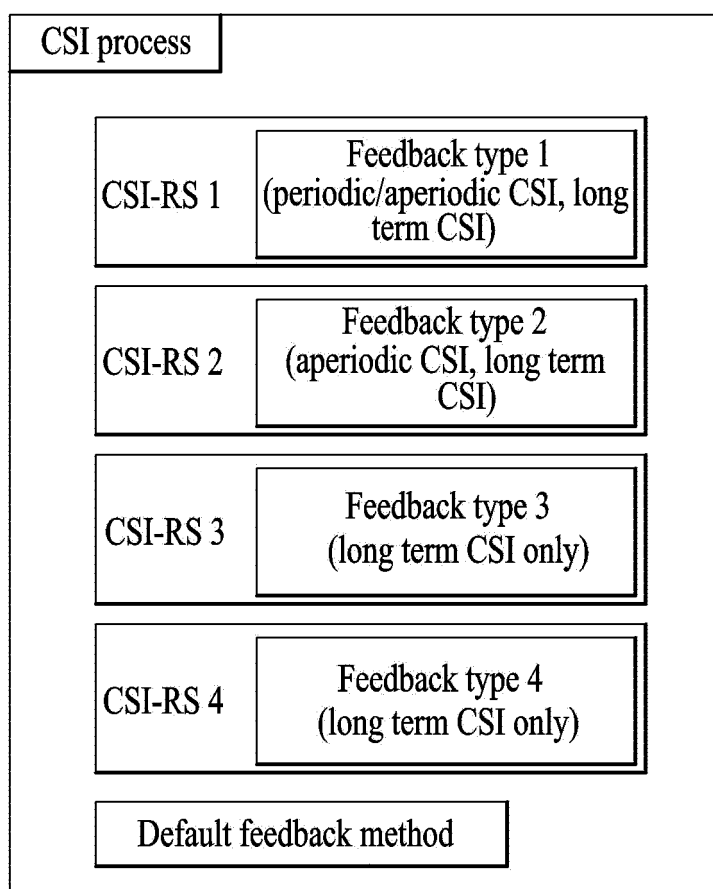 CSI process
CSI-RS 1
Feedback type 1
(periodic/aperiodic CSI, long
term CSI)
CSI-RS 2
Feedback type 2
(aperiodic CSI, long term
CSI)
CSI-RS 3
Feedback type 3
(long term CSI only)
CSI-RS 4
Feedback type 4
(long term CSI only)
Default feedback method